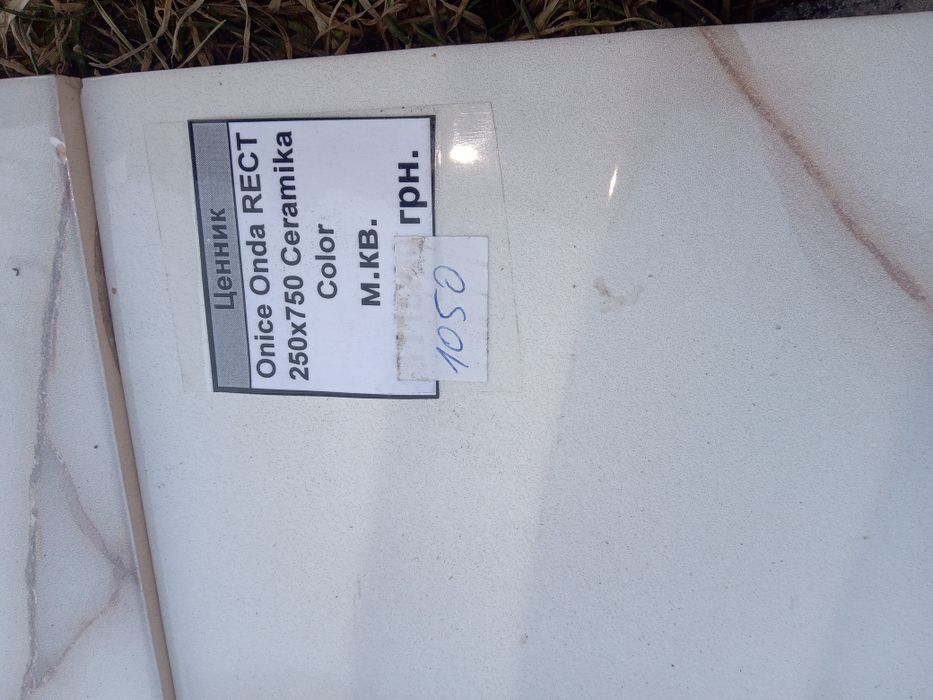 Ценник
Onice Onda RECT
250x750 Ceramika
Color
м.кв.
1050 грн.